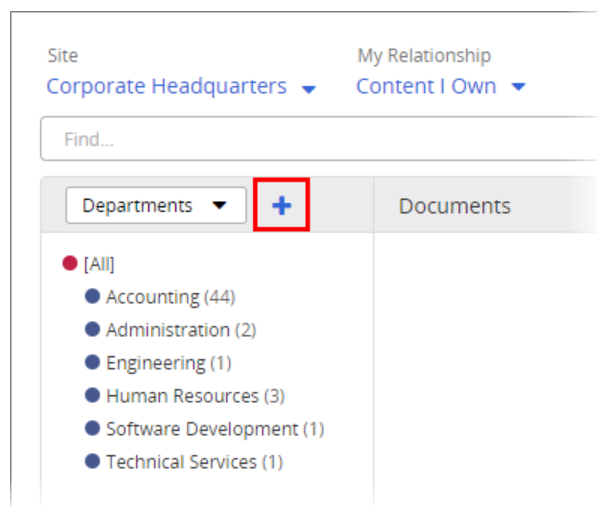 Site
My Relationship
Corporate Headquarters
Content I Own
Find...
Departments
Documents
[All]
Accounting (44)
Administration (2)
Engineering (1)
Human Resources (3)
Software Development (1)
Technical Services (1)